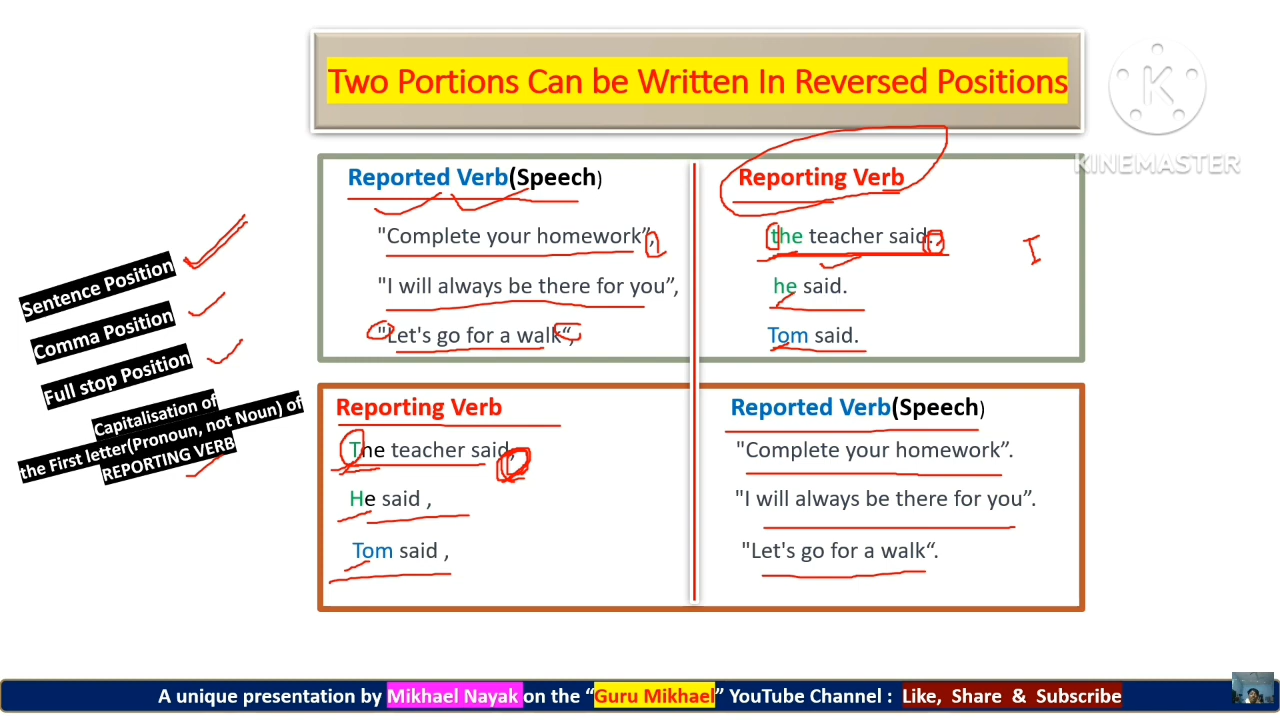 Two Portions Can be Written In Reversed Positions
KINEMASTER
Reported Verb(Speech)
Reporting Verb
"Complete your homework”,
the teacher said.
"I will always be there for you”,
he said.
"Let's go for a walk“,
Tom said.
Sentence Position
Comma Position
Full stop Position
Capitalisation of
the First letter(Pronoun, not Noun) of
REPORTING VERB
Reporting Verb
Reported Verb(Speech)
The teacher said,
"Complete your homework”.
He said ,
"I will always be there for you”.
Tom said ,
"Let's go for a walk“.
A unique presentation by Mikhael Nayak on the “Guru Mikhael” YouTube Channel : Like, Share & Subscribe